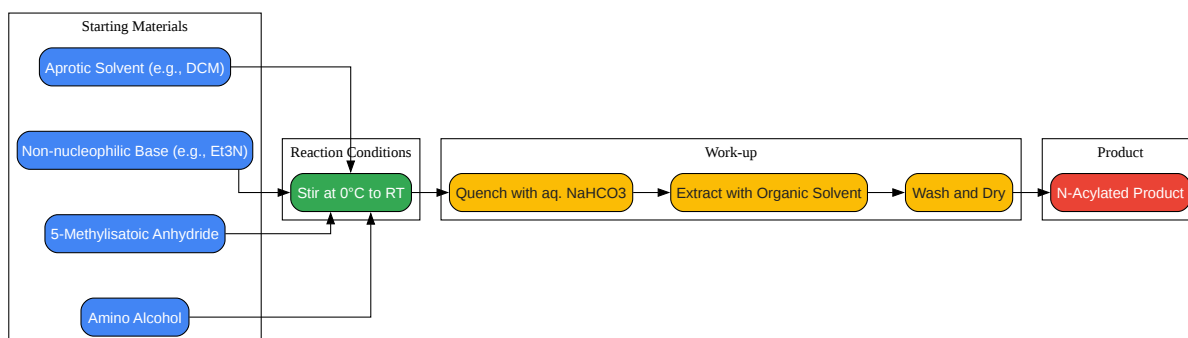 Starting Materials
Aprotic Solvent (e.g., DCM)
Non-nucleophilic Base (e.g., Et3N)
5-Methylisatoic Anhydride
Amino Alcohol
Reaction Conditions
Stir at 0°C to RT
Work-up
Quench with aq. NaHCO3
Extract with Organic Solvent
Wash and Dry
Product
N-Acylated Product